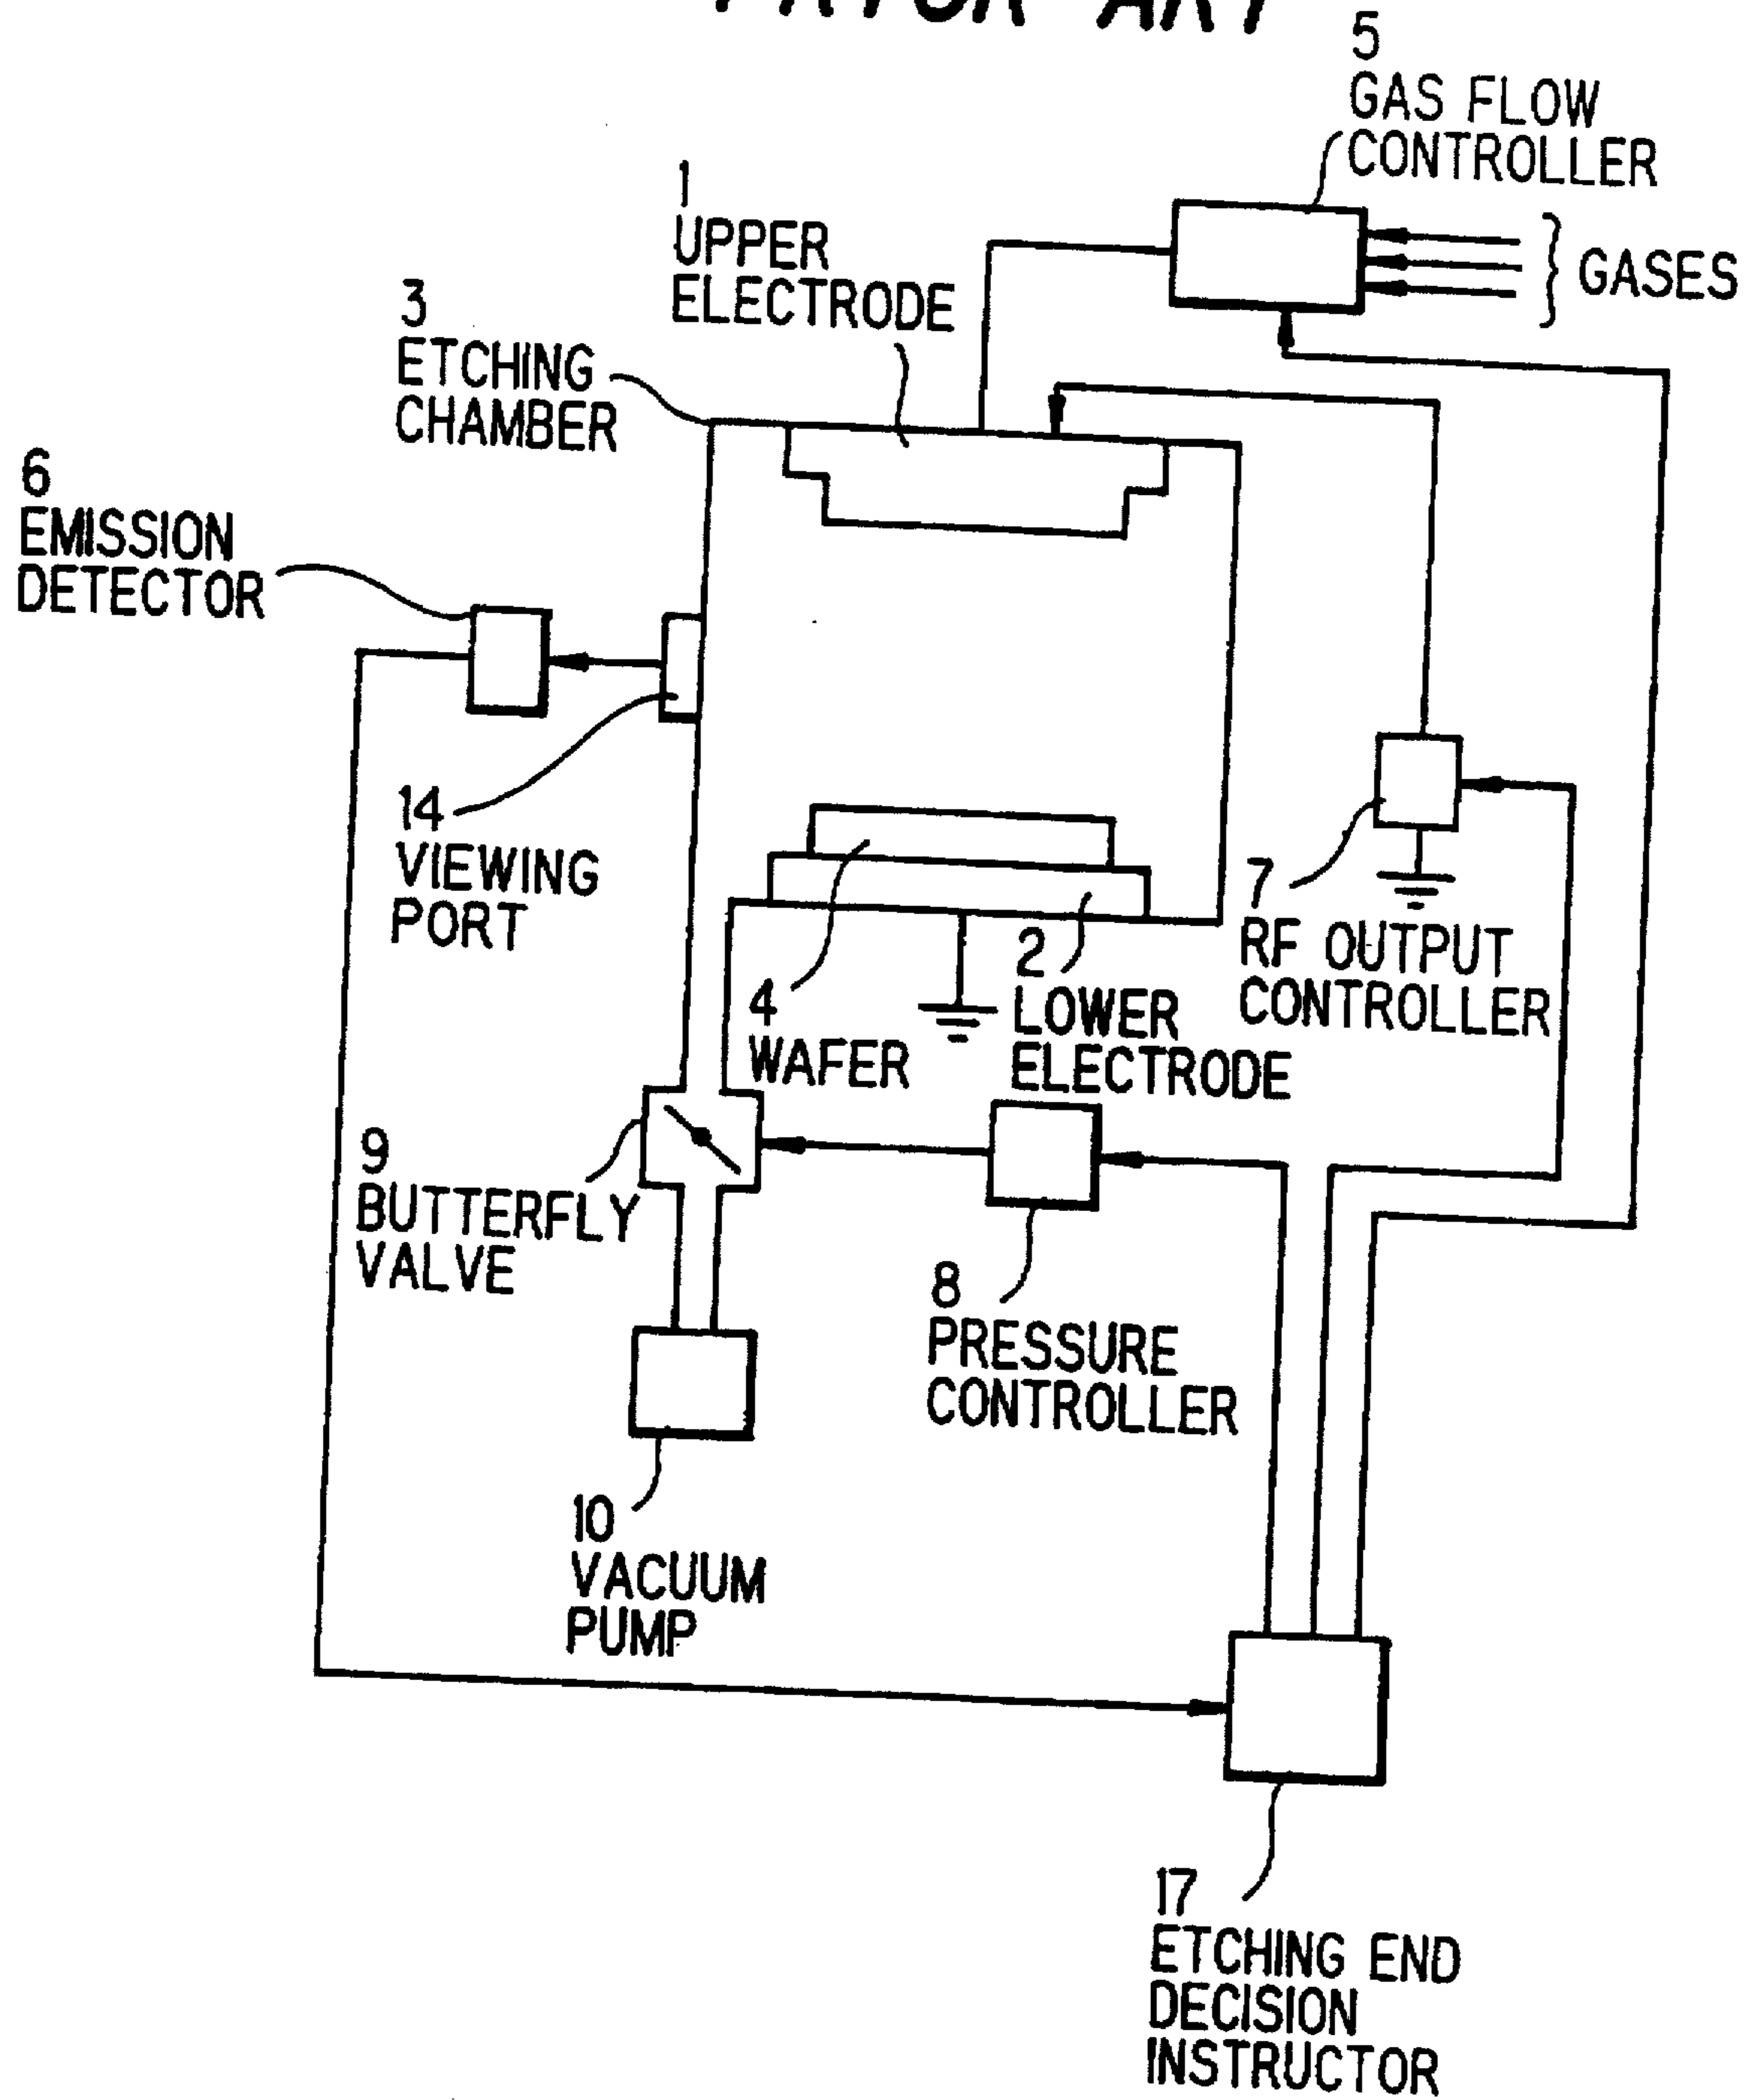 PRIOR ART
5
GAS FLOW
CONTROLLER
GASES
1
UPPER
ELECTRODE
3
ETCHING
CHAMBER
6
EMISSION
DETECTOR
14
VIEWING
PORT
7
RF OUTPUT
CONTROLLER
2
LOWER
ELECTRODE
4
WAFER
9
BUTTERFLY
VALVE
8
PRESSURE
CONTROLLER
10
VACUUM
PUMP
17
ETCHING END
DECISION
INSTRUCTOR